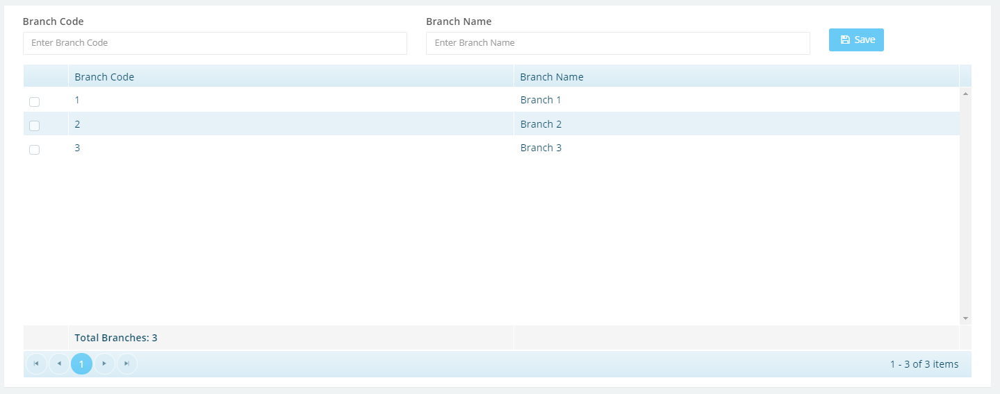 Branch Code Branch Name
Enter Branch Code Enter Branch Name Save
Branch Code Branch Name
1 Branch 1
2 Branch 2
3 Branch 3
Total Branches: 3
1 1 - 3 of 3 items